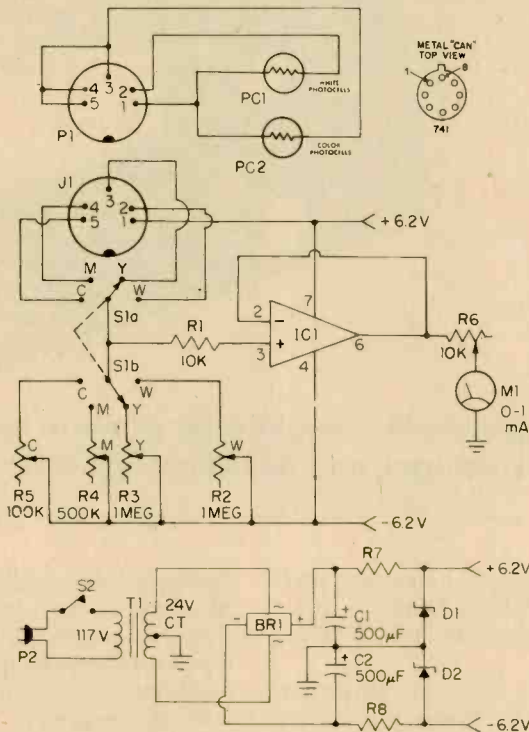 METAL "CAN"
TOP VIEW
1 8
741
4 3 2
5 1
P1
PC1
WHITE
PHOTOCELLS
PC2
COLOR
PHOTOCELLS
J1
4 3 2
5 1
+6.2V
M Y
C W
S1a
R1
10K
2 -
3 +
IC1
7
6
4
R6
10K
M1
0-1
mA
S1b
C W
M Y
C M Y W
R5 R4 R3 R2
100K 500K 1MEG 1MEG
-6.2V
S2
P2
117V
T1
24V
CT
~
- BR1 +
~
R7
+6.2V
+ C1
500µF
D1
+ C2
500µF
D2
R8
-6.2V